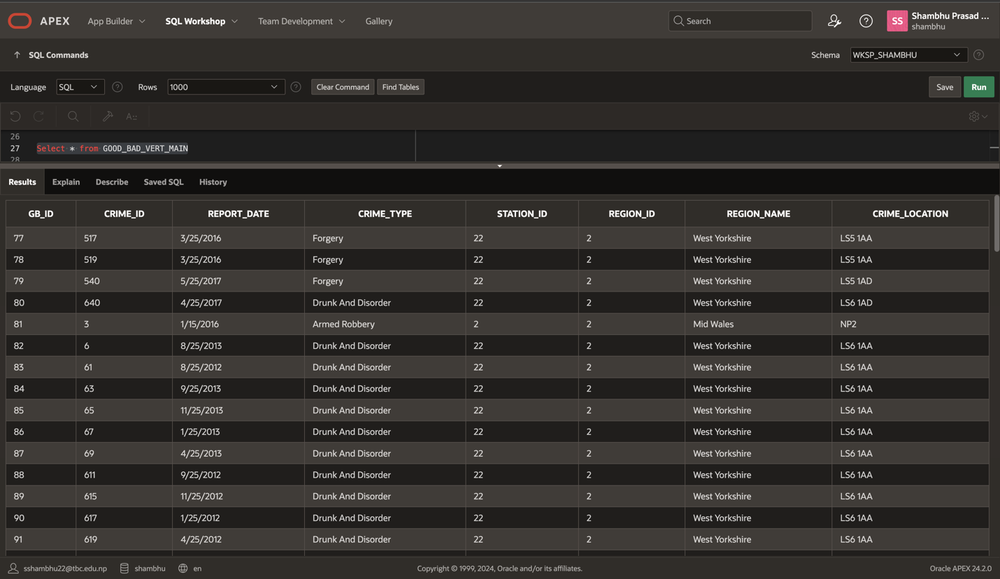 APEX App Builder SQL Workshop Team Development Gallery Search SS Shambhu Prasad ...
shambhu
SQL Commands Schema WKSP_SHAMBHU
Language SQL Rows 1000 Clear Command Find Tables Save Run
26
27 Select * from GOOD_BAD_VERT_MAIN
28
Results Explain Describe Saved SQL History
GB_ID CRIME_ID REPORT_DATE CRIME_TYPE STATION_ID REGION_ID REGION_NAME CRIME_LOCATION
77 517 3/25/2016 Forgery 22 2 West Yorkshire LS5 1AA
78 519 3/25/2016 Forgery 22 2 West Yorkshire LS5 1AA
79 540 5/25/2017 Forgery 22 2 West Yorkshire LS5 1AD
80 640 4/25/2017 Drunk And Disorder 22 2 West Yorkshire LS6 1AD
81 3 1/15/2016 Armed Robbery 2 2 Mid Wales NP2
82 6 8/25/2013 Drunk And Disorder 22 2 West Yorkshire LS6 1AA
83 61 8/25/2012 Drunk And Disorder 22 2 West Yorkshire LS6 1AA
84 63 9/25/2013 Drunk And Disorder 22 2 West Yorkshire LS6 1AA
85 65 11/25/2013 Drunk And Disorder 22 2 West Yorkshire LS6 1AA
86 67 1/25/2013 Drunk And Disorder 22 2 West Yorkshire LS6 1AA
87 69 4/25/2013 Drunk And Disorder 22 2 West Yorkshire LS6 1AA
88 611 9/25/2012 Drunk And Disorder 22 2 West Yorkshire LS6 1AA
89 615 11/25/2012 Drunk And Disorder 22 2 West Yorkshire LS6 1AA
90 617 1/25/2012 Drunk And Disorder 22 2 West Yorkshire LS6 1AA
91 619 4/25/2012 Drunk And Disorder 22 2 West Yorkshire LS6 1AA
sshambhu22@tbc.edu.np shambhu en Copyright © 1999, 2024, Oracle and/or its affiliates. Oracle APEX 24.2.0